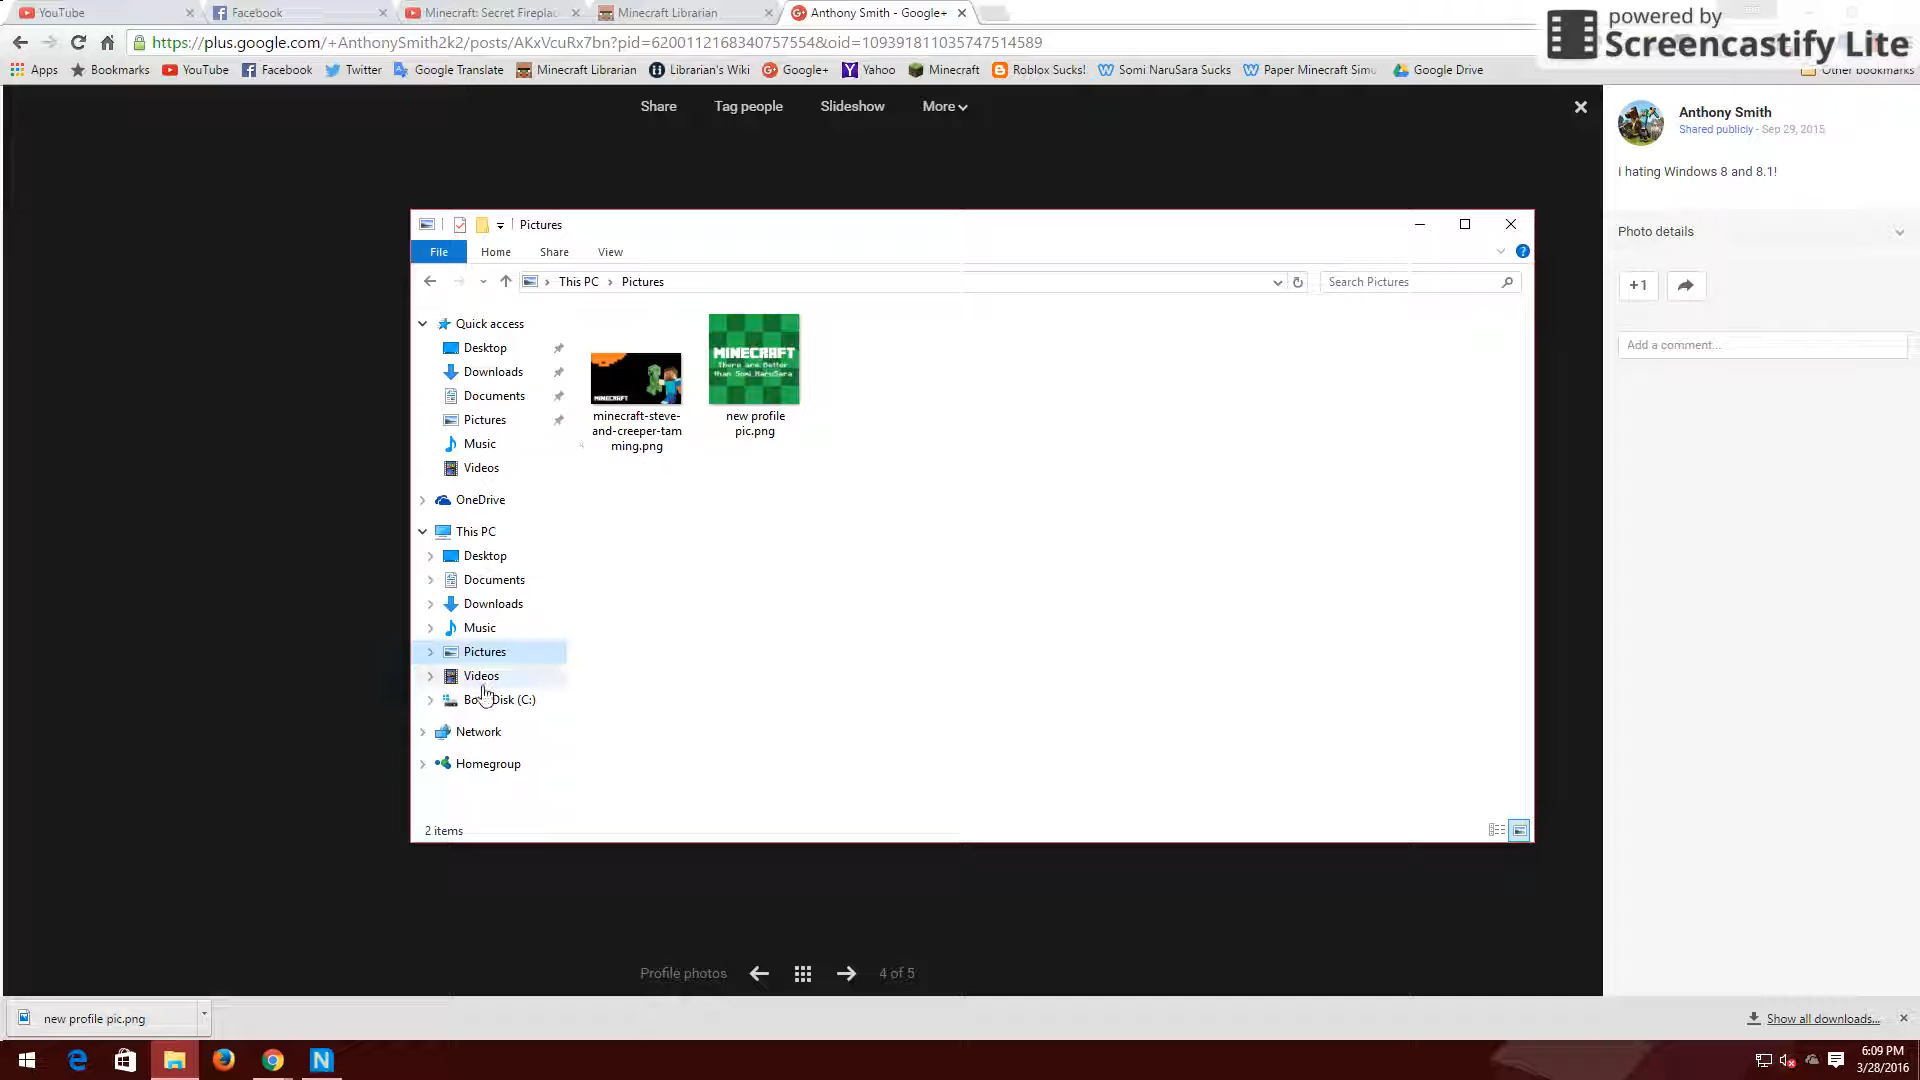 YouTube
Facebook
Minecraft: Secret Fireplac
Minecraft Librarian
Anthony Smith - Google+
powered by
Screencastify Lite
https://plus.google.com/+AnthonySmith2k2/posts/AKxVcuRx7bn?pid=6200112168340757554&oid=109391811035747514589
Apps
Bookmarks
YouTube
Facebook
Twitter
Google Translate
Minecraft Librarian
Librarian's Wiki
Google+
Yahoo
Minecraft
Roblox Sucks!
Somi NaruSara Sucks
Paper Minecraft Simu
Google Drive
Other bookmarks
Share
Tag people
Slideshow
More
Anthony Smith
Shared publicly - Sep 29, 2015
I hating Windows 8 and 8.1!
Photo details
+1
Add a comment...
Pictures
File
Home
Share
View
This PC
Pictures
Search Pictures
Quick access
Desktop
Downloads
Documents
Pictures
Music
Videos
OneDrive
This PC
Desktop
Documents
Downloads
Music
Pictures
Videos
Disk (C:)
Network
Homegroup
MINECRAFT
minecraft-steve-
and-creeper-tam
ming.png
MINECRAFT
There are better
than Somi NaruSara
new profile
pic.png
2 items
Profile photos
4 of 5
new profile pic.png
Show all downloads...
6:09 PM
3/28/2016